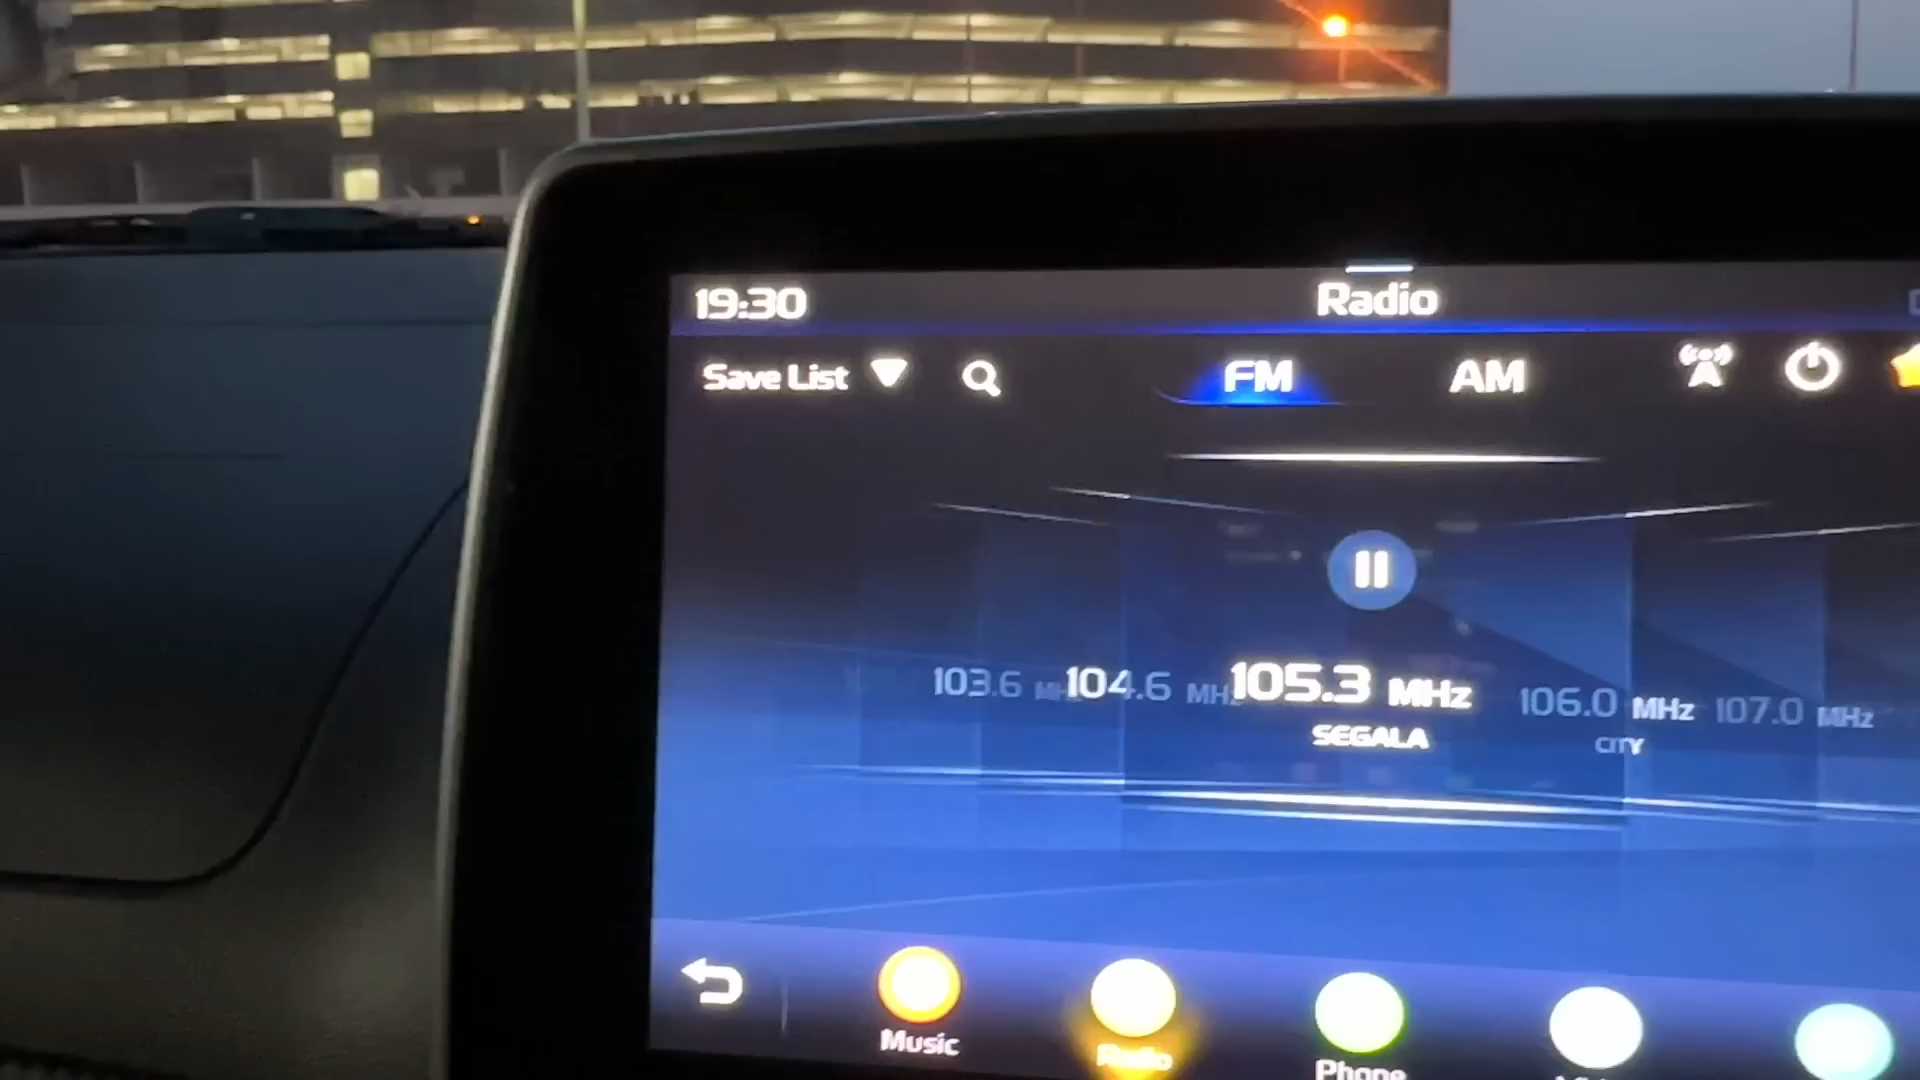 19:30
Radio
Save List
FM
AM
103.6
104.6 MHz
105.3 MHz
106.0 MHz
107.0 MHz
SEGALA
CITY
Music
Radio
Phone